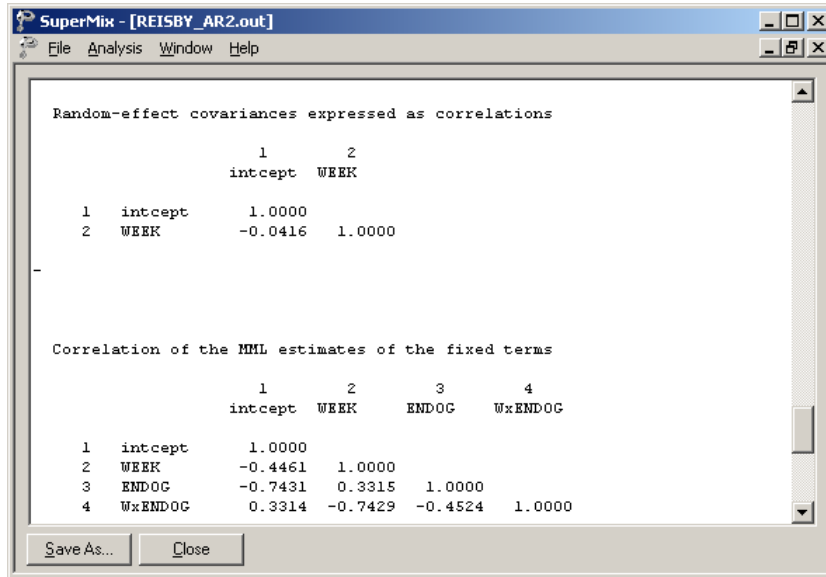 SuperMix - [REISBY_AR2.out]
File Analysis Window Help
Random-effect covariances expressed as correlations
1 2
intcept WEEK
1 intcept 1.0000
2 WEEK -0.0416 1.0000
Correlation of the MML estimates of the fixed terms
1 2 3 4
intcept WEEK ENDOG WxENDOG
1 intcept 1.0000
2 WEEK -0.4461 1.0000
3 ENDOG -0.7431 0.3315 1.0000
4 WxENDOG 0.3314 -0.7429 -0.4524 1.0000
Save As... Close